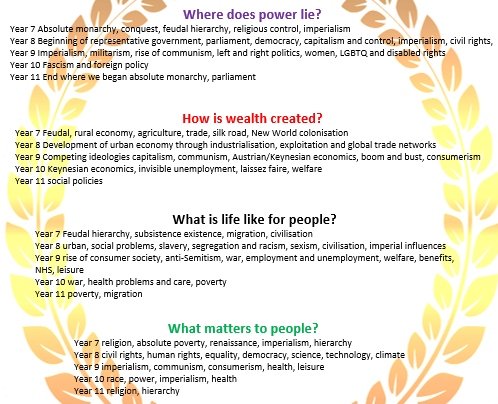 Where does power lie?
Year 7 Absolute monarchy, conquest, feudal hierarchy, religious control, imperialism
Year 8 Beginning of representative government, parliament, democracy, capitalism and control, imperialism, civil rights,
Year 9 Imperialism, militarism, rise of communism, left and right politics, women, LGBTQ and disabled rights
Year 10 Fascism and foreign policy
Year 11 End where we began absolute monarchy, parliament
How is wealth created?
Year 7 Feudal, rural economy, agriculture, trade, silk road, New World colonisation
Year 8 Development of urban economy through industrialisation, exploitation and global trade networks
Year 9 Competing ideologies capitalism, communism, Austrian/Keynesian economics, boom and bust, consumerism
Year 10 Keynesian economics, invisible unemployment, laissez faire, welfare
Year 11 social policies
What is life like for people?
Year 7 Feudal hierarchy, subsistence existence, migration, civilisation
Year 8 urban, social problems, slavery, segregation and racism, sexism, civilisation, imperial influences
Year 9 rise of consumer society, anti-Semitism, war, employment and unemployment, welfare, benefits,
NHS, leisure
Year 10 war, health problems and care, poverty
Year 11 poverty, migration
What matters to people?
Year 7 religion, absolute poverty, renaissance, imperialism, hierarchy
Year 8 civil rights, human rights, equality, democracy, science, technology, climate
Year 9 imperialism, communism, consumerism, health, leisure
Year 10 race, power, imperialism, health
Year 11 religion, hierarchy